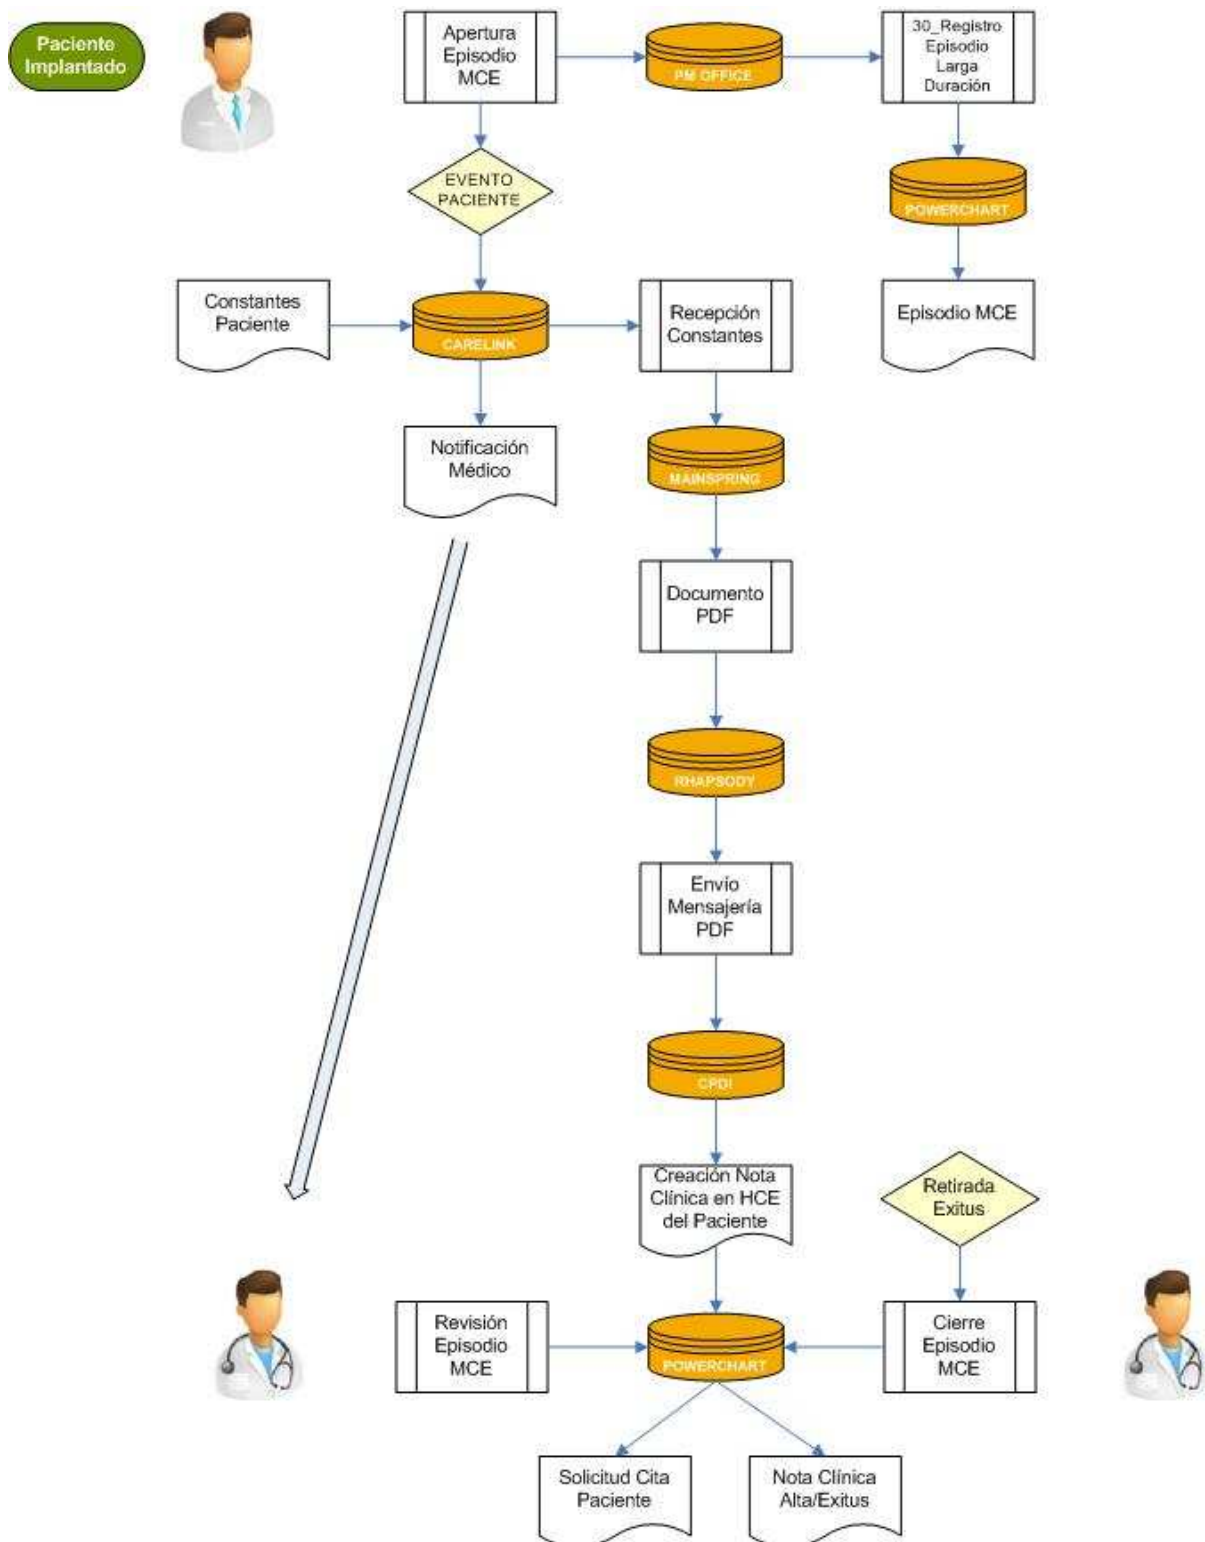 Paciente
Implantado
Apertura
Episodio
MCE
PM OFFICE
30_Registro
Episodio
Larga
Duración
EVENTO
PACIENTE
POWERCHART
Constantes
Paciente
CARELINK
Recepción
Constantes
Episodio MCE
Notificación
Médico
MAINSPRING
Documento
PDF
RHAPSODY
Envío
Mensajería
PDF
CPDI
Creación Nota
Clínica en HCE
del Paciente
Retirada
Exitus
Revisión
Episodio
MCE
POWERCHART
Cierre
Episodio
MCE
Solicitud Cita
Paciente
Nota Clínica
Alta/Exitus